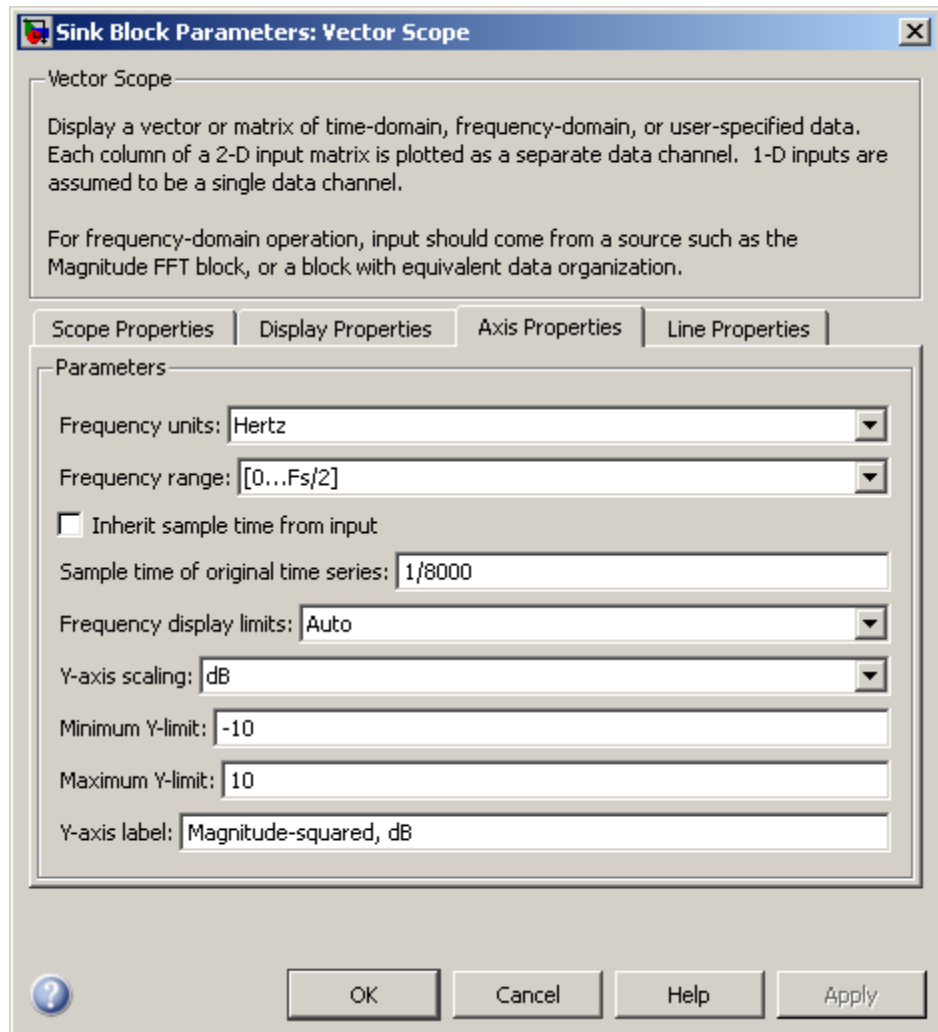 Sink Block Parameters: Vector Scope
Vector Scope
Display a vector or matrix of time-domain, frequency-domain, or user-specified data.
Each column of a 2-D input matrix is plotted as a separate data channel.  1-D inputs are
assumed to be a single data channel.
For frequency-domain operation, input should come from a source such as the
Magnitude FFT block, or a block with equivalent data organization.
Scope Properties Display Properties Axis Properties Line Properties
Parameters
Frequency units: Hertz
Frequency range: [0...Fs/2]
Inherit sample time from input
Sample time of original time series: 1/8000
Frequency display limits: Auto
Y-axis scaling: dB
Minimum Y-limit: -10
Maximum Y-limit: 10
Y-axis label: Magnitude-squared, dB
? OK Cancel Help Apply